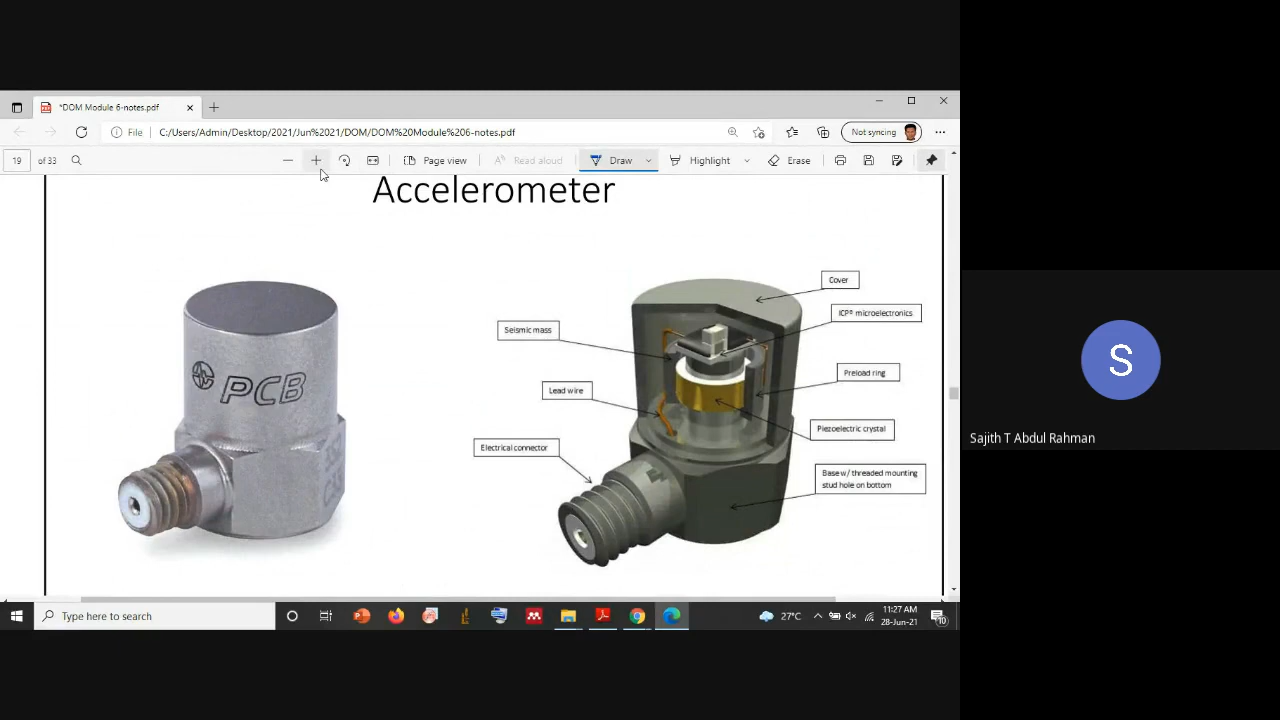 *DOM Module 6-notes.pdf
File C:/Users/Admin/Desktop/2021/Jun%2021/DOM/DOM%20Module%206-notes.pdf Not syncing
19 of 33 Page view Read aloud Draw Highlight Erase
Accelerometer
Cover
ICP® microelectronics
Seismic mass
Preload ring
Lead wire
Piezoelectric crystal
Electrical connector
Base w/ threaded mounting
stud hole on bottom
PCB
S
Sajith T Abdul Rahman
Type here to search
27°C
11:27 AM
28-Jun-21
10